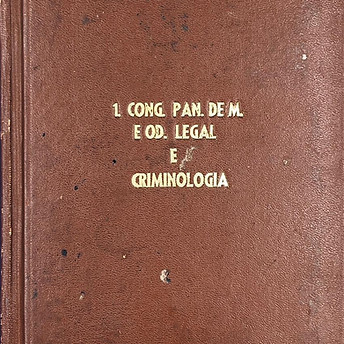 1. CONG. PAN. DE M.
E OD. LEGAL
E
CRIMINOLOGIA